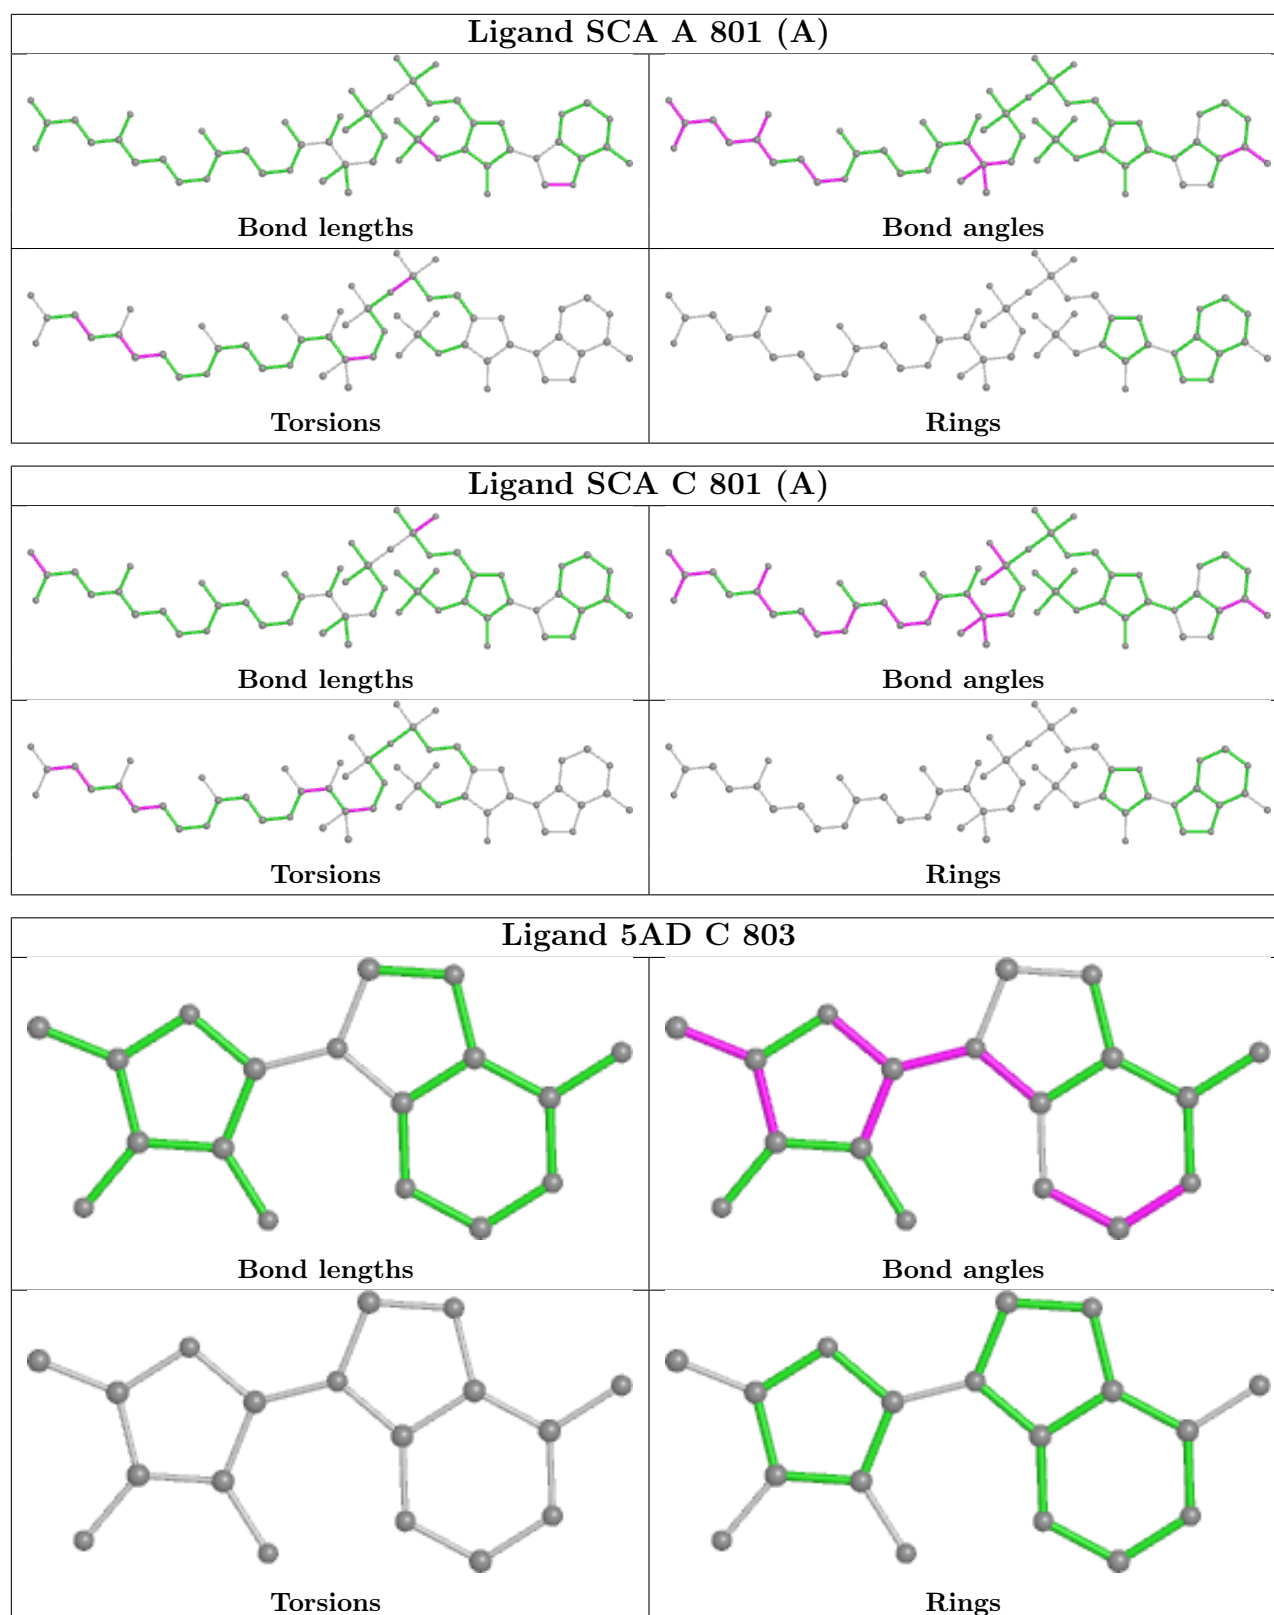 Ligand SCA A 801 (A)
Bond lengths
Bond angles
Torsions
Rings
Ligand SCA C 801 (A)
Bond lengths
Bond angles
Torsions
Rings
Ligand 5AD C 803
Bond lengths
Bond angles
Torsions
Rings